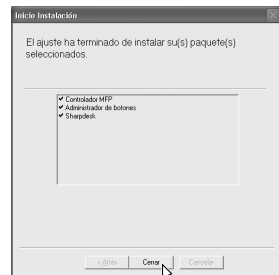 Inicio Instalación
El ajuste ha terminado de instalar su(s) paquete(s)
seleccionados.
✔ Controlador MFP
✔ Administrador de botones
✔ Sharpdesk
< Atrás
Cerrar
Cancelar